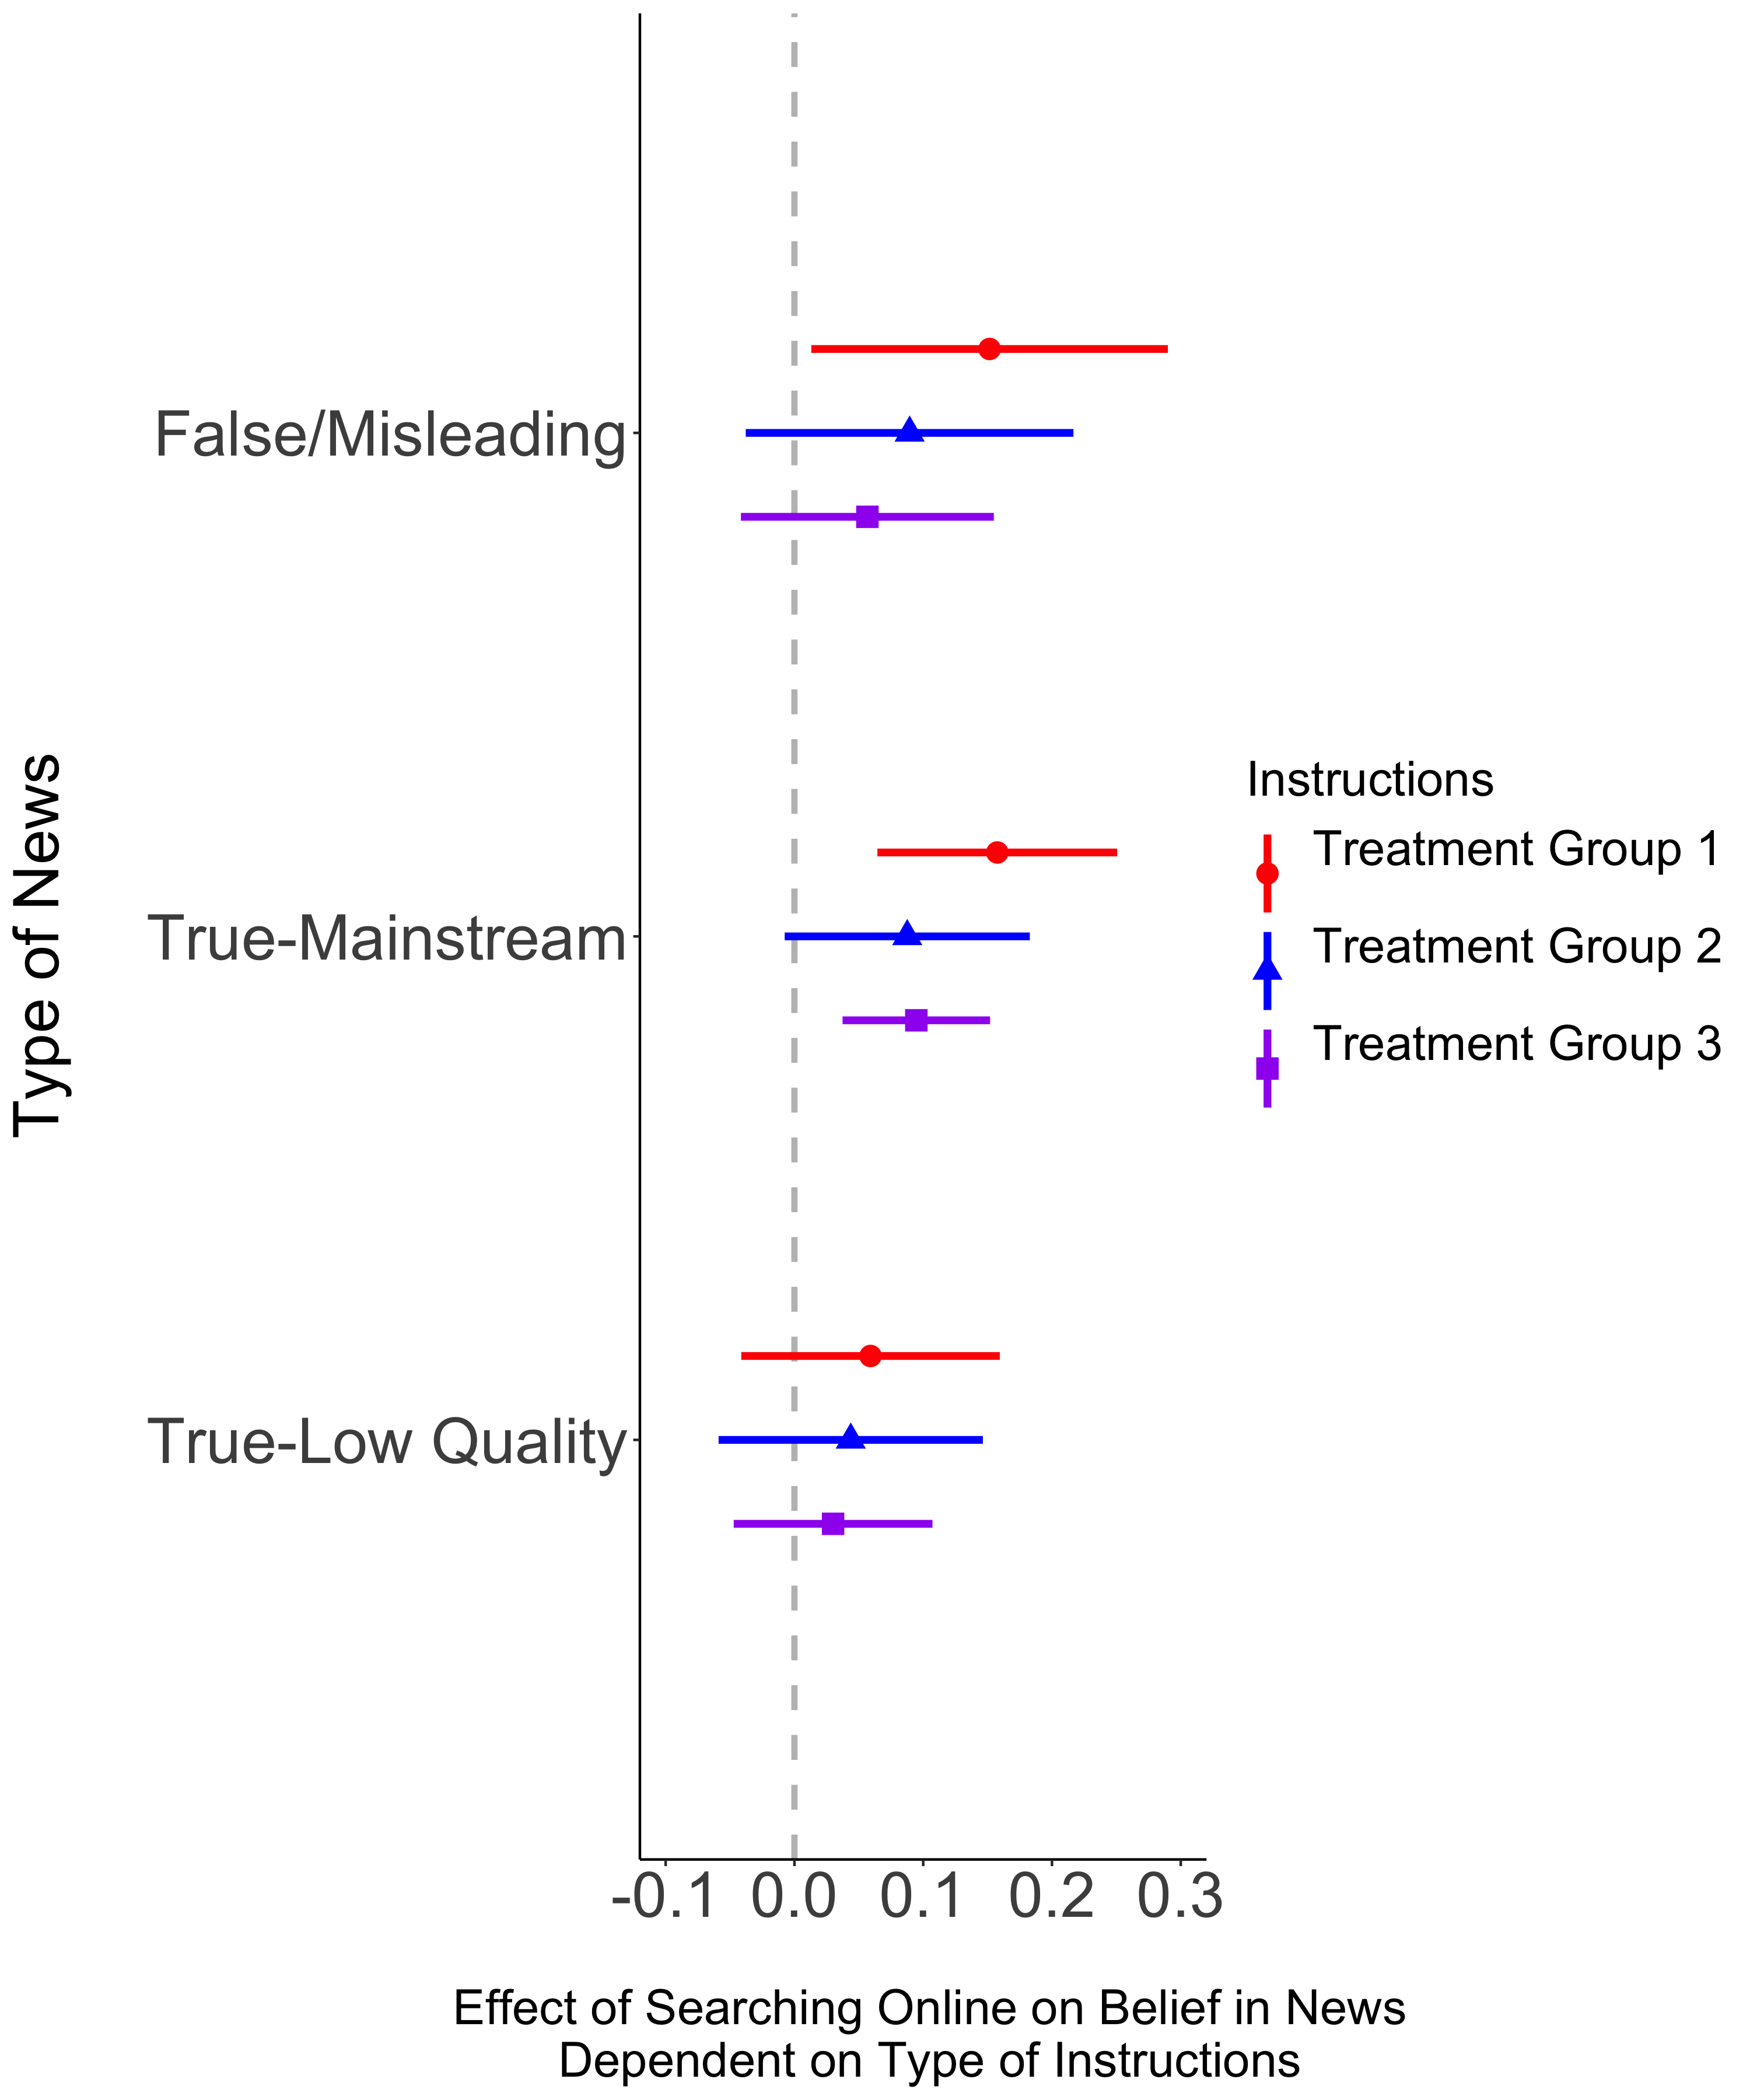 Type of News
False/Misleading
True-Mainstream
True-Low Quality
-0.1 0.0 0.1 0.2 0.3
Effect of Searching Online on Belief in News
Dependent on Type of Instructions
Instructions
Treatment Group 1
Treatment Group 2
Treatment Group 3